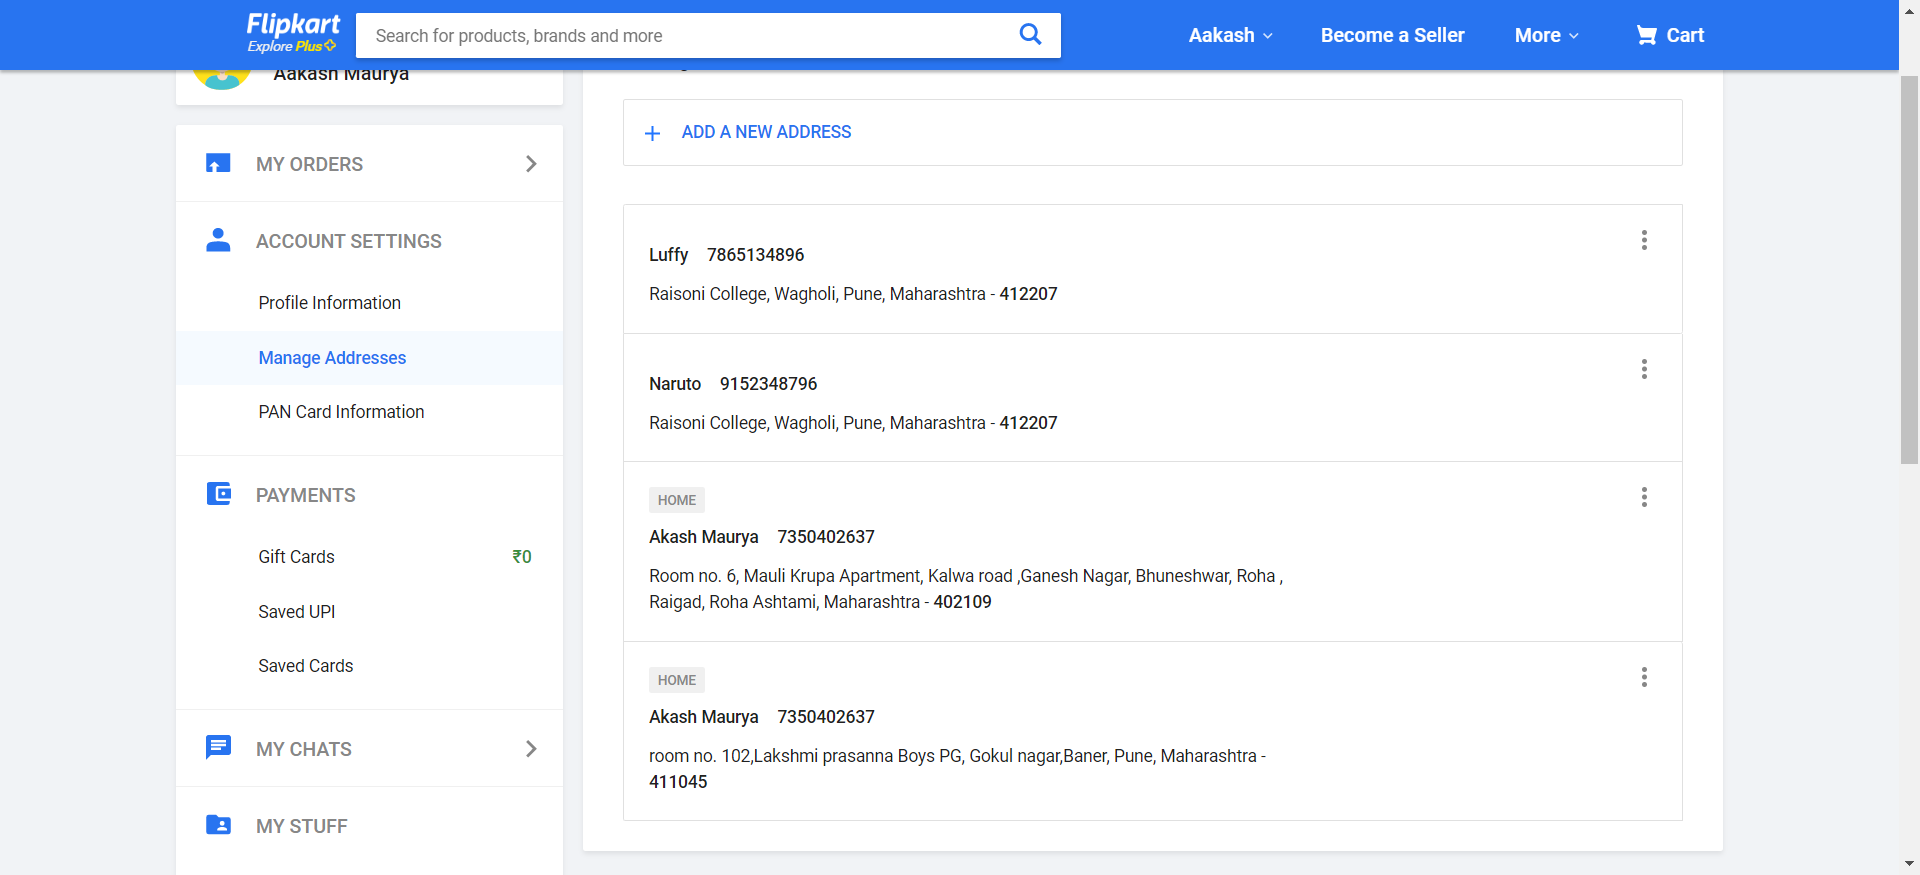 Flipkart
Explore Plus
Search for products, brands and more
Aakash
Become a Seller
More
Cart
Aakash Maurya
MY ORDERS
ACCOUNT SETTINGS
Profile Information
Manage Addresses
PAN Card Information
PAYMENTS
Gift Cards ₹0
Saved UPI
Saved Cards
MY CHATS
MY STUFF
ADD A NEW ADDRESS
Luffy 7865134896
Raisoni College, Wagholi, Pune, Maharashtra - 412207
Naruto 9152348796
Raisoni College, Wagholi, Pune, Maharashtra - 412207
HOME
Akash Maurya 7350402637
Room no. 6, Mauli Krupa Apartment, Kalwa road ,Ganesh Nagar, Bhuneshwar, Roha ,
Raigad, Roha Ashtami, Maharashtra - 402109
HOME
Akash Maurya 7350402637
room no. 102,Lakshmi prasanna Boys PG, Gokul nagar,Baner, Pune, Maharashtra -
411045